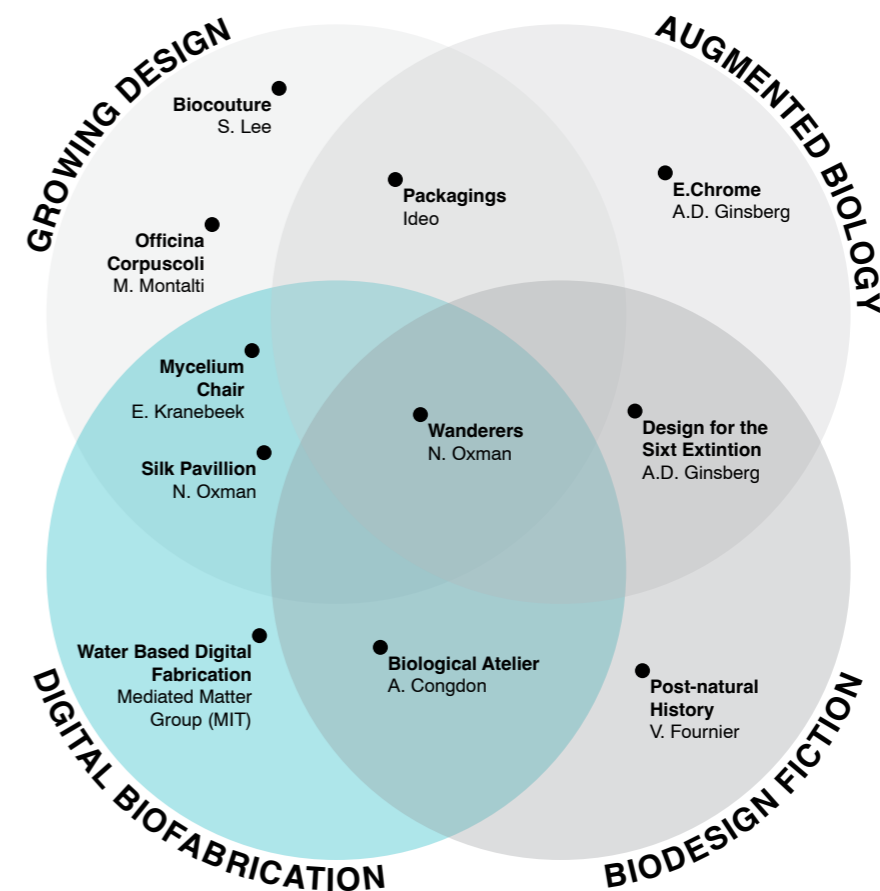 GROWING DESIGN
AUGMENTED BIOLOGY
Biocouture
S. Lee
Packagings
Ideo
E.Chrome
A.D. Ginsberg
Officina
Corpuscoli
M. Montalti
Mycelium
Chair
E. Kranebeek
Silk Pavillion
N. Oxman
Wanderers
N. Oxman
Design for the
Sixt Extintion
A.D. Ginsberg
Water Based Digital
Fabrication
Mediated Matter
Group (MIT)
Biological Atelier
A. Congdon
Post-natural
History
V. Fournier
DIGITAL BIOFABRICATION
BIODESIGN FICTION